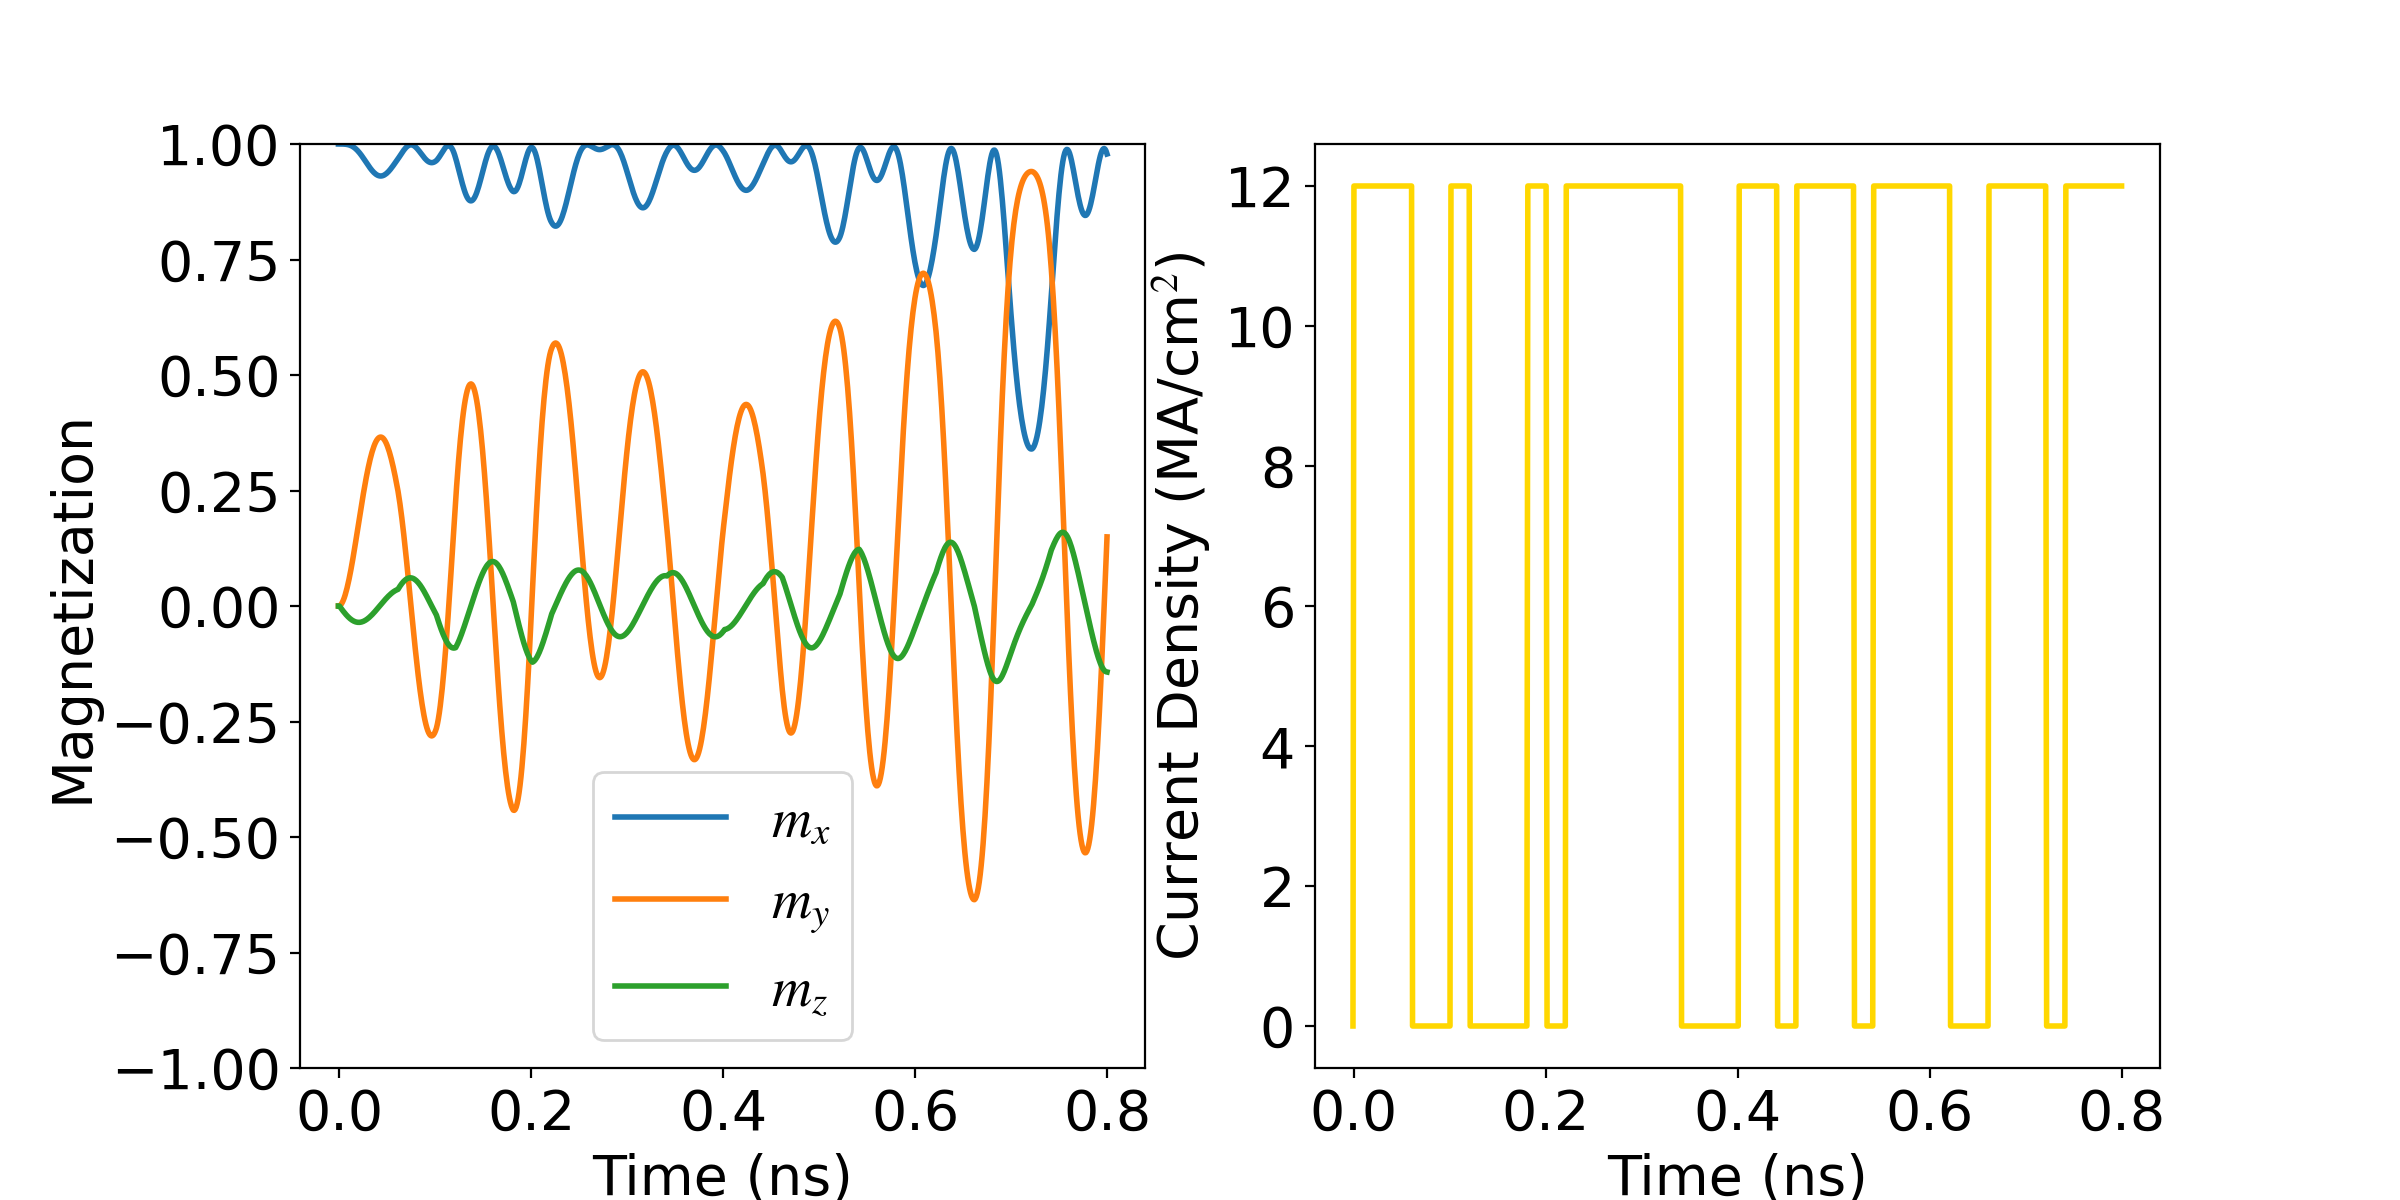 1.00
0.75
0.50
0.25
0.00
−0.25
−0.50
−0.75
−1.00
Magnetization
0.0 0.2 0.4 0.6 0.8
Time (ns)
m_x
m_y
m_z
12
10
8
6
4
2
0
Current Density (MA/cm²)
0.0 0.2 0.4 0.6 0.8
Time (ns)